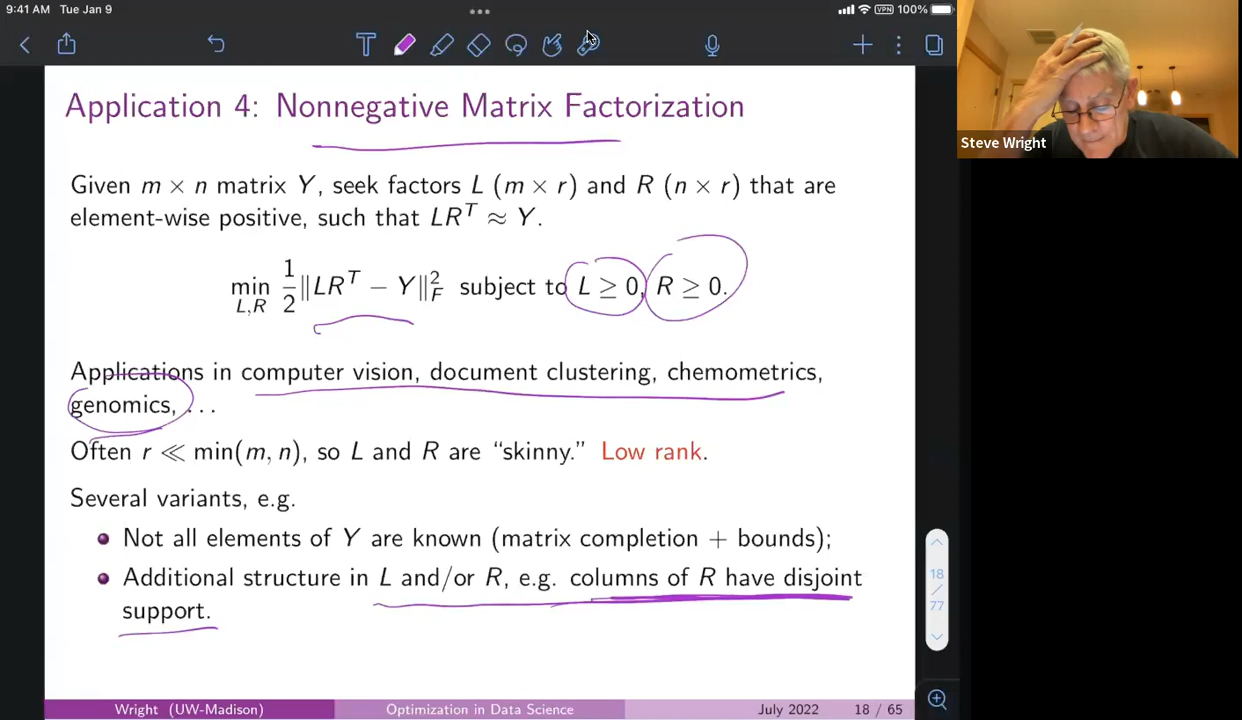 9:41 AM Tue Jan 9
VPN 100%
Application 4: Nonnegative Matrix Factorization
Given m × n matrix Y, seek factors L (m × r) and R (n × r) that are
element-wise positive, such that LR^T ≈ Y.
min_{L,R} 1/2 ‖LR^T − Y‖_F^2 subject to L ≥ 0, R ≥ 0.
Applications in computer vision, document clustering, chemometrics,
genomics, ...
Often r ≪ min(m, n), so L and R are “skinny.” Low rank.
Several variants, e.g.
Not all elements of Y are known (matrix completion + bounds);
Additional structure in L and/or R, e.g. columns of R have disjoint
support.
Wright (UW-Madison) Optimization in Data Science July 2022 18 / 65
18
/
77
Steve Wright